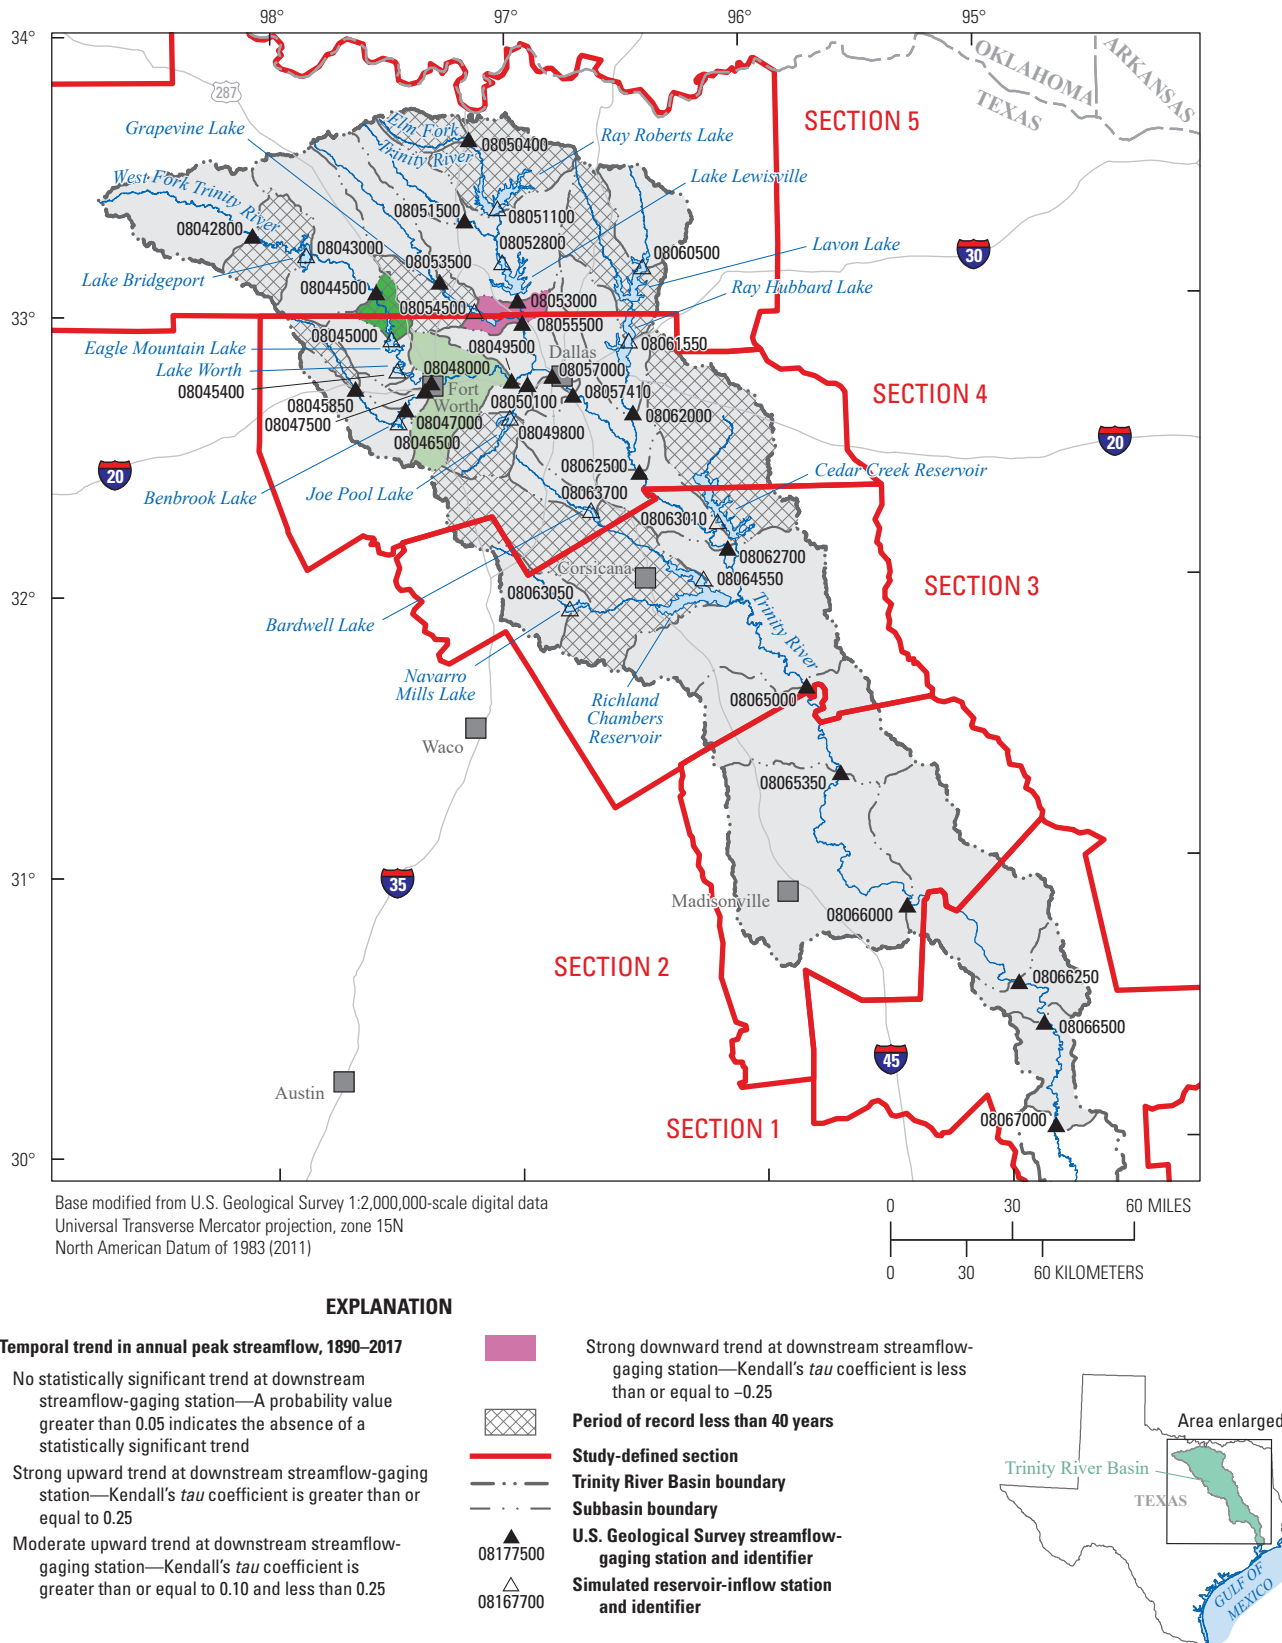 98°
97°
96°
95°
34°
33°
32°
31°
30°
OKLAHOMA
TEXAS
ARKANSAS
287
SECTION 5
Grapevine Lake
Elm Fork
Trinity River
08050400
Ray Roberts Lake
Lake Lewisville
West Fork Trinity River
08042800
08051500
08051100
08052800
08043000
08053500
08060500
Lavon Lake
30
Lake Bridgeport
08044500
Ray Hubbard Lake
08054500
08053000
08055500
08045000
08049500
08061550
Eagle Mountain Lake
Dallas
Lake Worth
08048000
08057000
08045400
Fort
Worth
08057410
SECTION 4
08045850
08050100
08047500
08047000
08062000
08046500
08049800
20
20
08062500
Cedar Creek Reservoir
Benbrook Lake
Joe Pool Lake
08063700
08063010
08062700
Corsicana
08064550
SECTION 3
08063050
Trinity River
Bardwell Lake
Navarro
Mills Lake
08065000
Richland
Chambers
Reservoir
Waco
08065350
35
Madisonville
08066000
SECTION 2
08066250
08066500
45
Austin
SECTION 1
08067000
Base modified from U.S. Geological Survey 1:2,000,000-scale digital data
Universal Transverse Mercator projection, zone 15N
North American Datum of 1983 (2011)
0 30 60 MILES
0 30 60 KILOMETERS
EXPLANATION
Temporal trend in annual peak streamflow, 1890–2017
No statistically significant trend at downstream
streamflow-gaging station—A probability value
greater than 0.05 indicates the absence of a
statistically significant trend
Strong upward trend at downstream streamflow-gaging
station—Kendall's tau coefficient is greater than or
equal to 0.25
Moderate upward trend at downstream streamflow-
gaging station—Kendall's tau coefficient is
greater than or equal to 0.10 and less than 0.25
Strong downward trend at downstream streamflow-
gaging station—Kendall's tau coefficient is less
than or equal to −0.25
Period of record less than 40 years
Study-defined section
Trinity River Basin boundary
Subbasin boundary
08177500
U.S. Geological Survey streamflow-
gaging station and identifier
08167700
Simulated reservoir-inflow station
and identifier
Area enlarged
Trinity River Basin
TEXAS
GULF OF
MEXICO